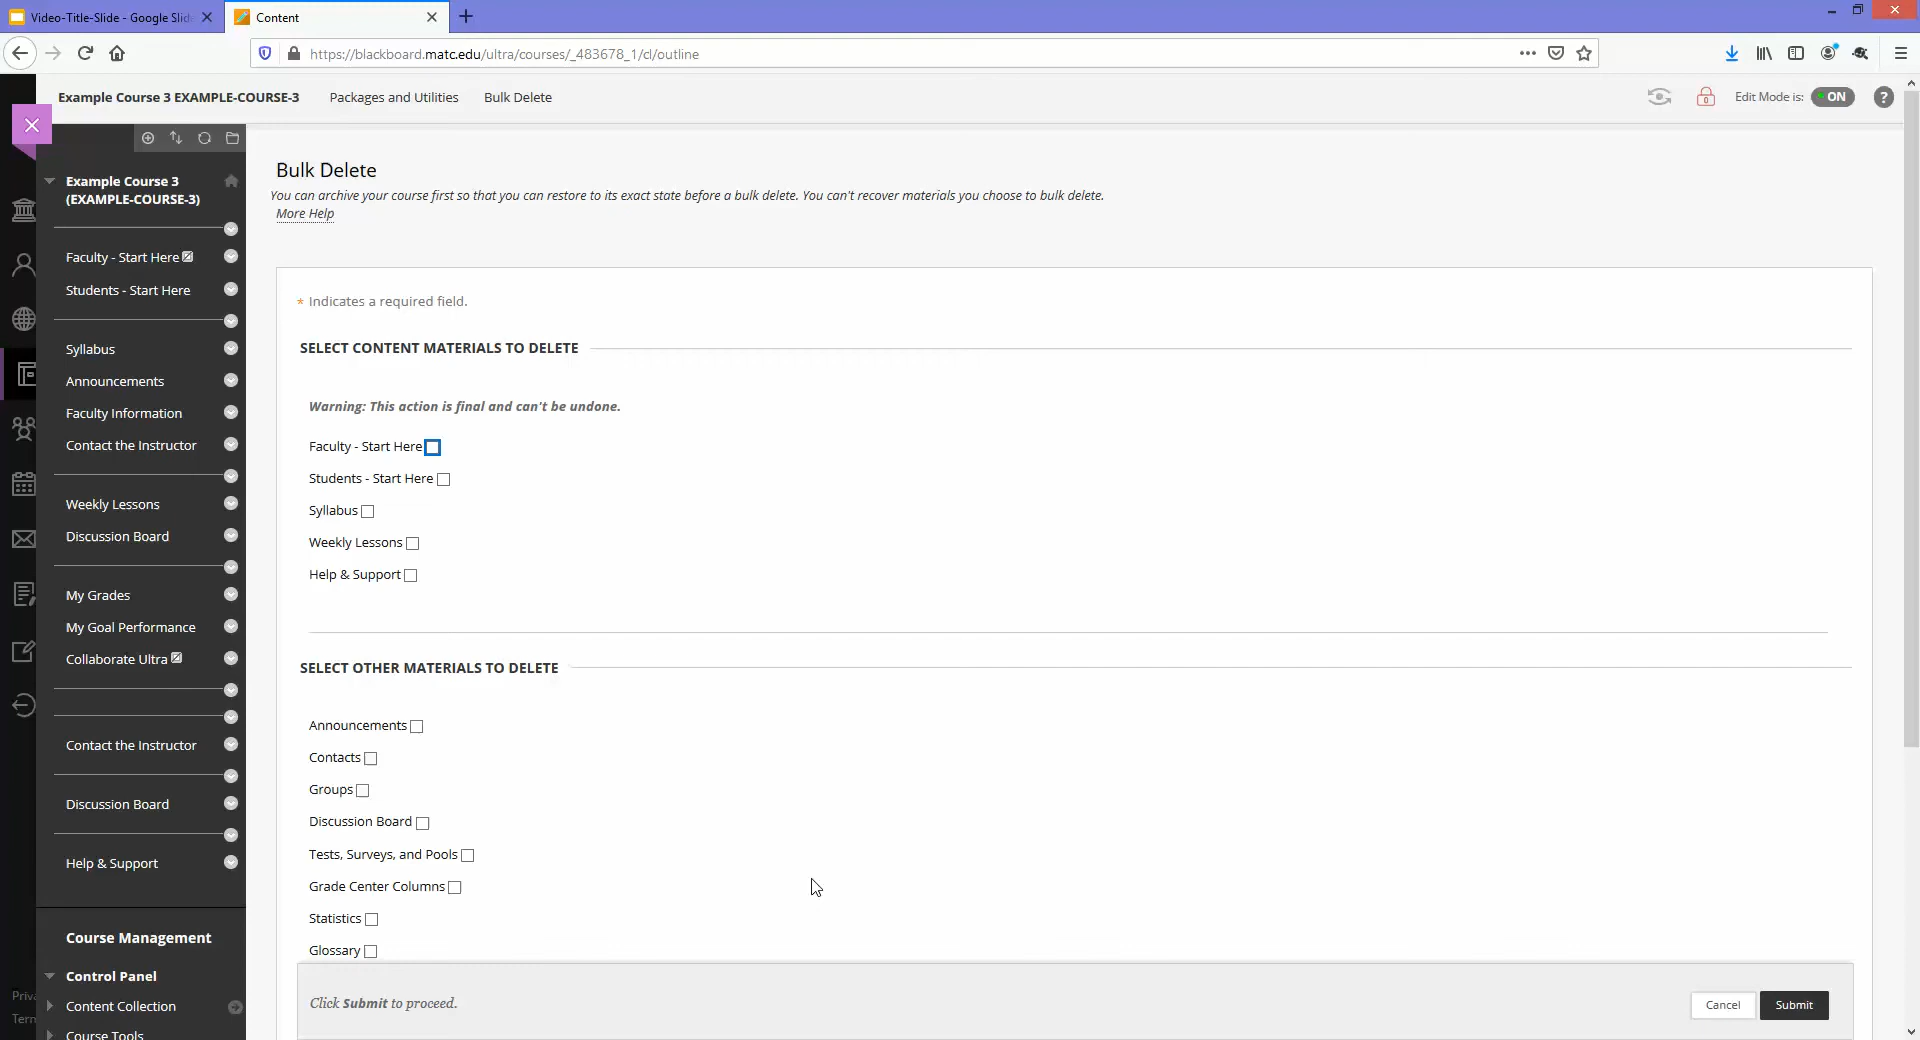 Video-Title-Slide - Google Slid
Content
https://blackboard.matc.edu/ultra/courses/_483678_1/cl/outline
Example Course 3 EXAMPLE-COURSE-3
Packages and Utilities
Bulk Delete
Edit Mode is:
ON
?
Example Course 3
(EXAMPLE-COURSE-3)
Faculty - Start Here
Students - Start Here
Syllabus
Announcements
Faculty Information
Contact the Instructor
Weekly Lessons
Discussion Board
My Grades
My Goal Performance
Collaborate Ultra
Contact the Instructor
Discussion Board
Help & Support
Course Management
Control Panel
Content Collection
Course Tools
Priva
Term
Bulk Delete
You can archive your course first so that you can restore to its exact state before a bulk delete. You can't recover materials you choose to bulk delete.
More Help
* Indicates a required field.
SELECT CONTENT MATERIALS TO DELETE
Warning: This action is final and can't be undone.
Faculty - Start Here
Students - Start Here
Syllabus
Weekly Lessons
Help & Support
SELECT OTHER MATERIALS TO DELETE
Announcements
Contacts
Groups
Discussion Board
Tests, Surveys, and Pools
Grade Center Columns
Statistics
Glossary
Click Submit to proceed.
Cancel
Submit